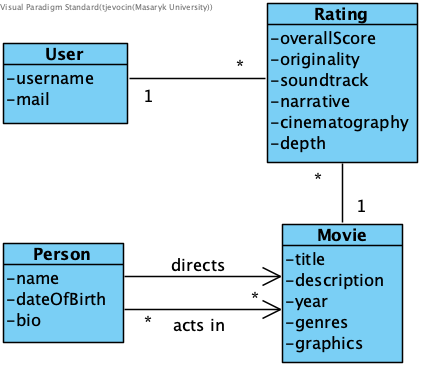 Visual Paradigm Standard(tjevocin(Masaryk University))
Rating
-overallScore
-originality
-soundtrack
-narrative
-cinematography
-depth
User
-username
-mail
1
*
*
1
Person
-name
-dateOfBirth
-bio
directs
*
acts in
*
Movie
-title
-description
-year
-genres
-graphics